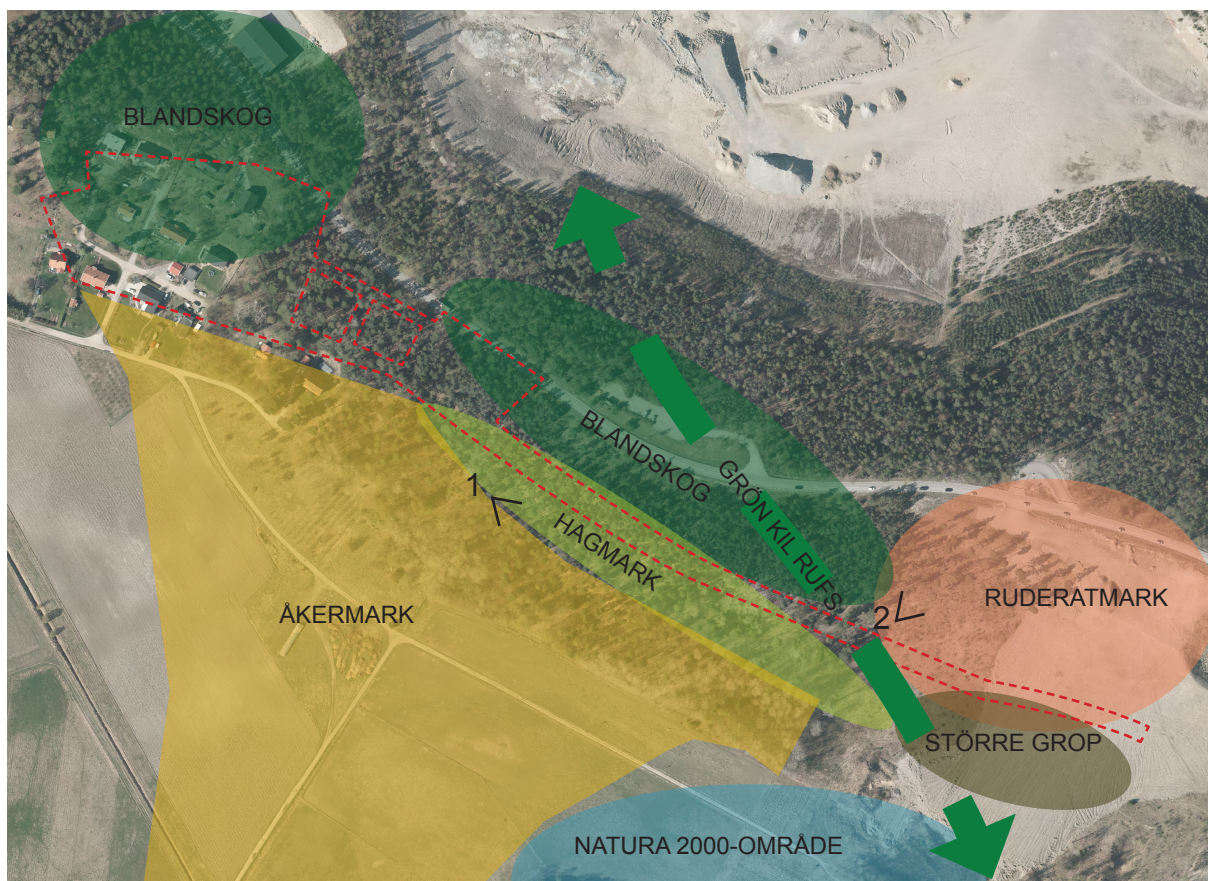 BLANDSKOG
BLANDSKOG
GRÖN KIL RUFS
1
HAGMARK
2
RUDERATMARK
ÅKERMARK
STÖRRE GROP
NATURA 2000-OMRÅDE